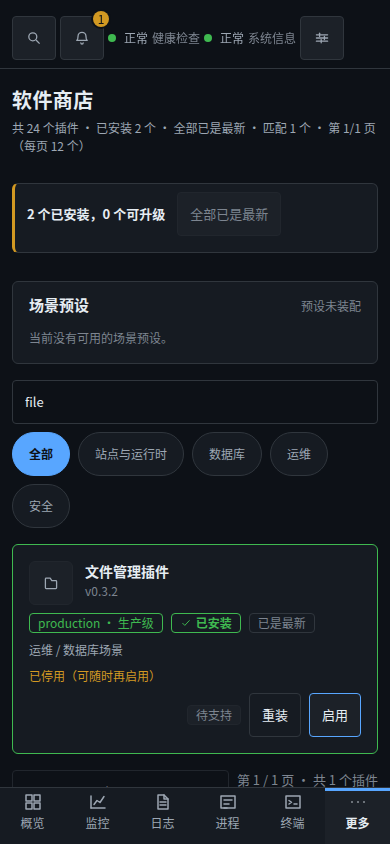 1
正常 健康检查 正常 系统信息
软件商店
共 24 个插件 • 已安装 2 个 • 全部已是最新 • 匹配 1 个 • 第 1/1 页
（每页 12 个）
2 个已安装，0 个可升级 全部已是最新
场景预设 预设未装配
当前没有可用的场景预设。
file
全部 站点与运行时 数据库 运维
安全
文件管理插件
v0.3.2
production • 生产级 ✓ 已安装 已是最新
运维 / 数据库场景
已停用（可随时再启用）
待支持 重装 启用
第 1 / 1 页 • 共 1 个插件
概览 监控 日志 进程 终端 更多